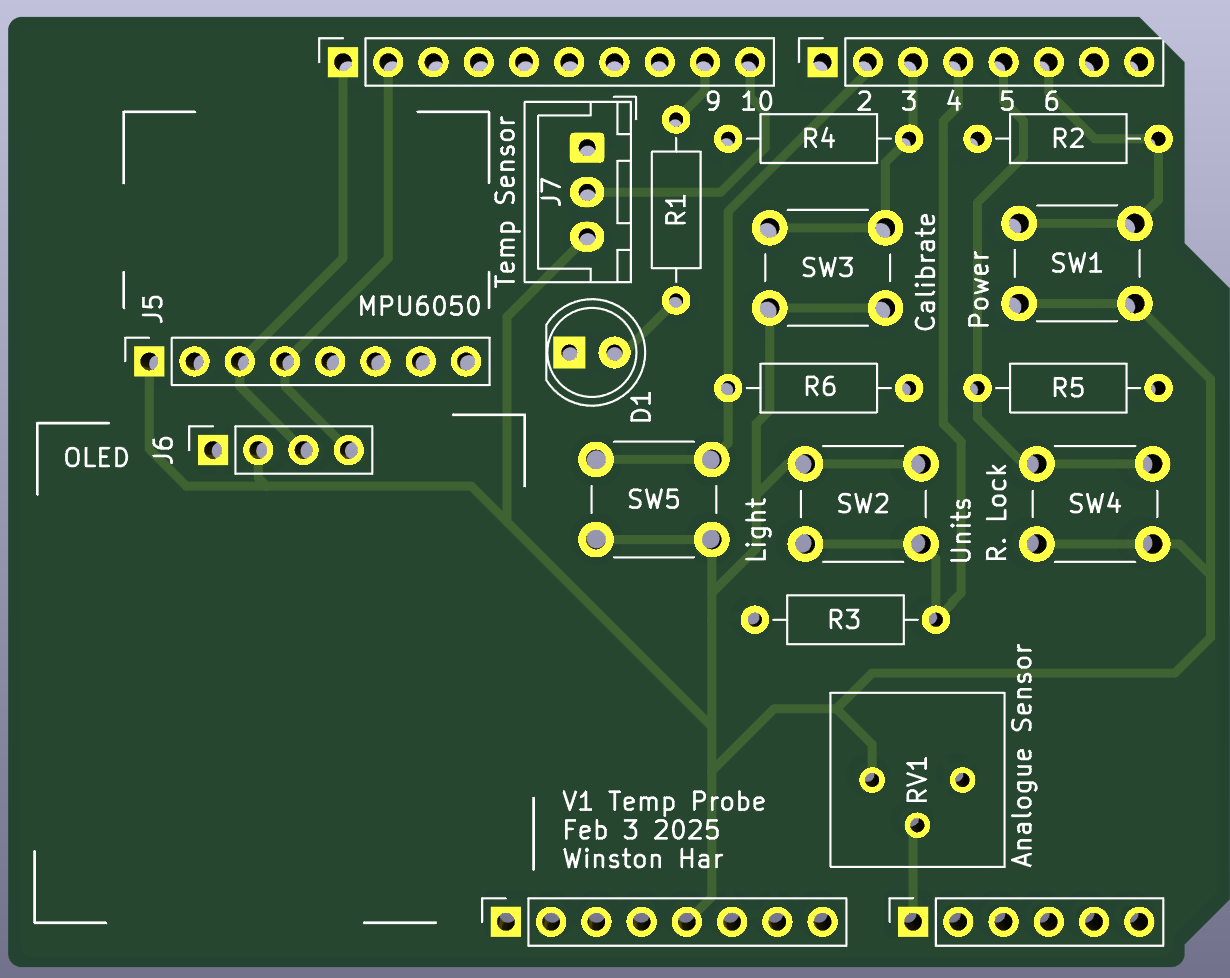 9 10
2 3 4 5 6
R4
R2
Temp Sensor
J7
R1
SW3
Calibrate
Power
SW1
J5
MPU6050
D1
R6
R5
OLED
J6
SW5
Light
SW2
Units
R. Lock
SW4
R3
Analogue Sensor
RV1
V1 Temp Probe
Feb 3 2025
Winston Har